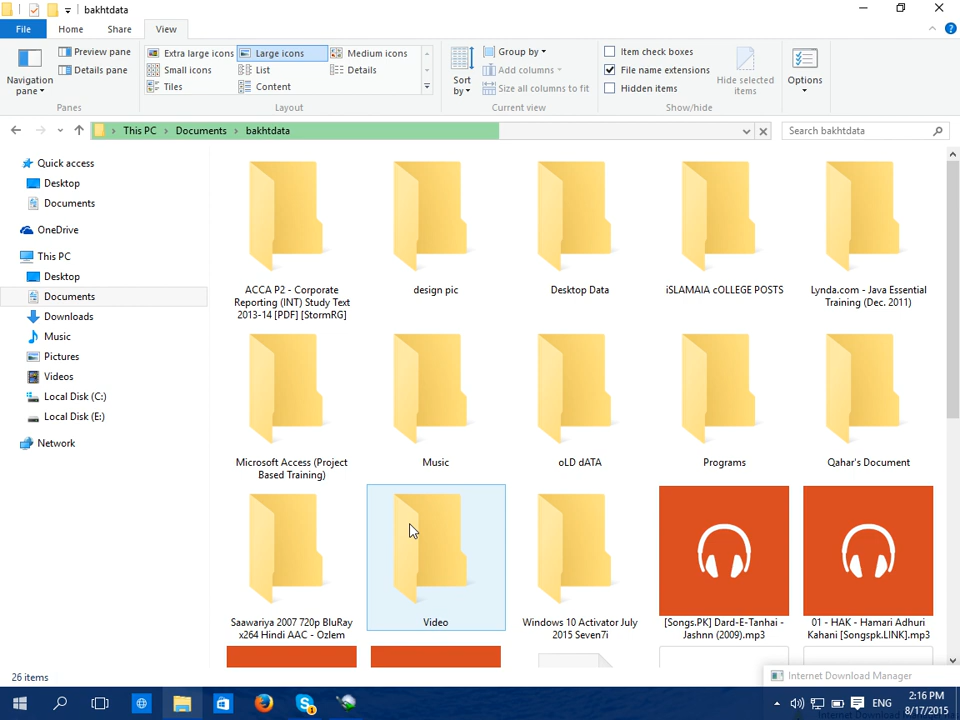 bakhtdata
File Home Share View
Preview pane
Details pane
Navigation pane
Panes
Extra large icons Large icons Medium icons
Small icons List Details
Tiles Content
Layout
Sort by
Group by
Add columns
Size all columns to fit
Current view
Item check boxes
File name extensions
Hidden items
Hide selected items
Options
Show/hide
This PC Documents bakhtdata
Search bakhtdata
Quick access
Desktop
Documents
OneDrive
This PC
Desktop
Documents
Downloads
Music
Pictures
Videos
Local Disk (C:)
Local Disk (E:)
Network
ACCA P2 - Corporate
Reporting (INT) Study Text
2013-14 [PDF] [StormRG]
design pic
Desktop Data
iSLAMAIA cOLLEGE POSTS
Lynda.com - Java Essential
Training (Dec. 2011)
Microsoft Access (Project
Based Training)
Music
oLD dATA
Programs
Qahar's Document
Saawariya 2007 720p BluRay
x264 Hindi AAC - Ozlem
Video
Windows 10 Activator July
2015 Seven7i
[Songs.PK] Dard-E-Tanhai -
Jashnn (2009).mp3
01 - HAK - Hamari Adhuri
Kahani [Songspk.LINK].mp3
26 items
Internet Download Manager
ENG
2:16 PM
8/17/2015